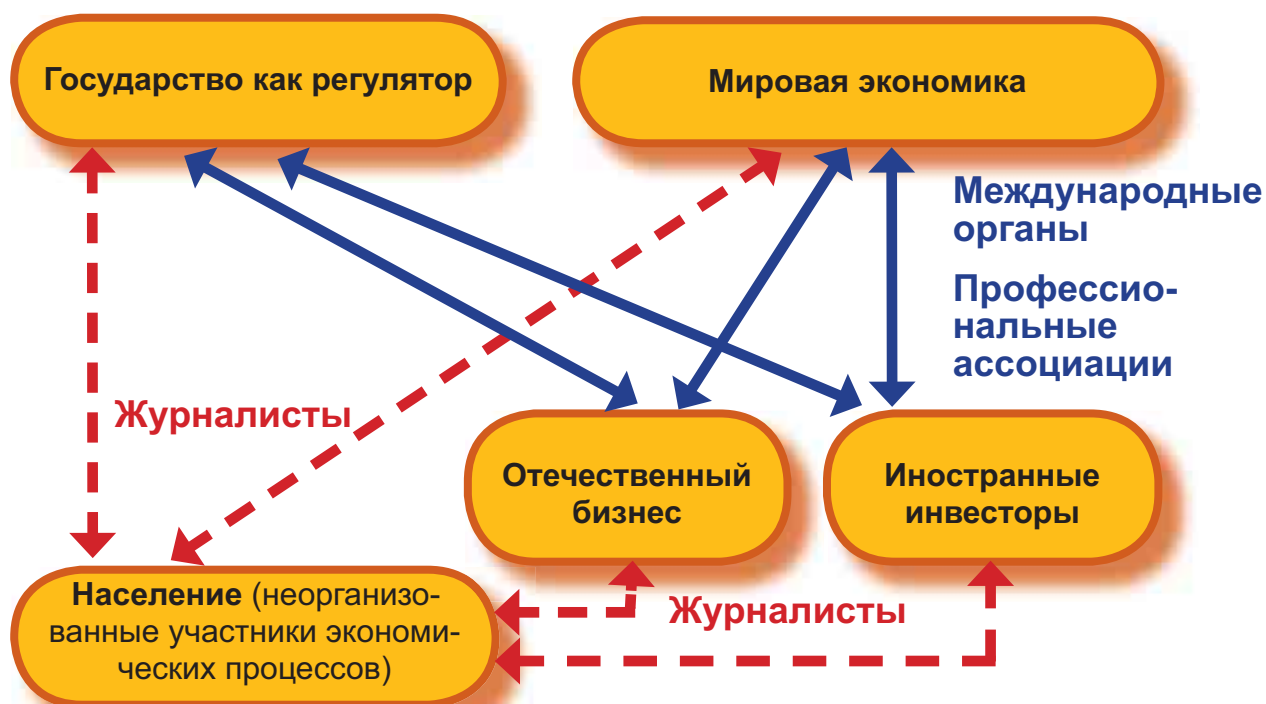 Государство как регулятор
Мировая экономика
Международные
органы
Профессио-
нальные
ассоциации
Журналисты
Отечественный
бизнес
Иностранные
инвесторы
Население (неорганизо-
ванные участники экономи-
ческих процессов)
Журналисты